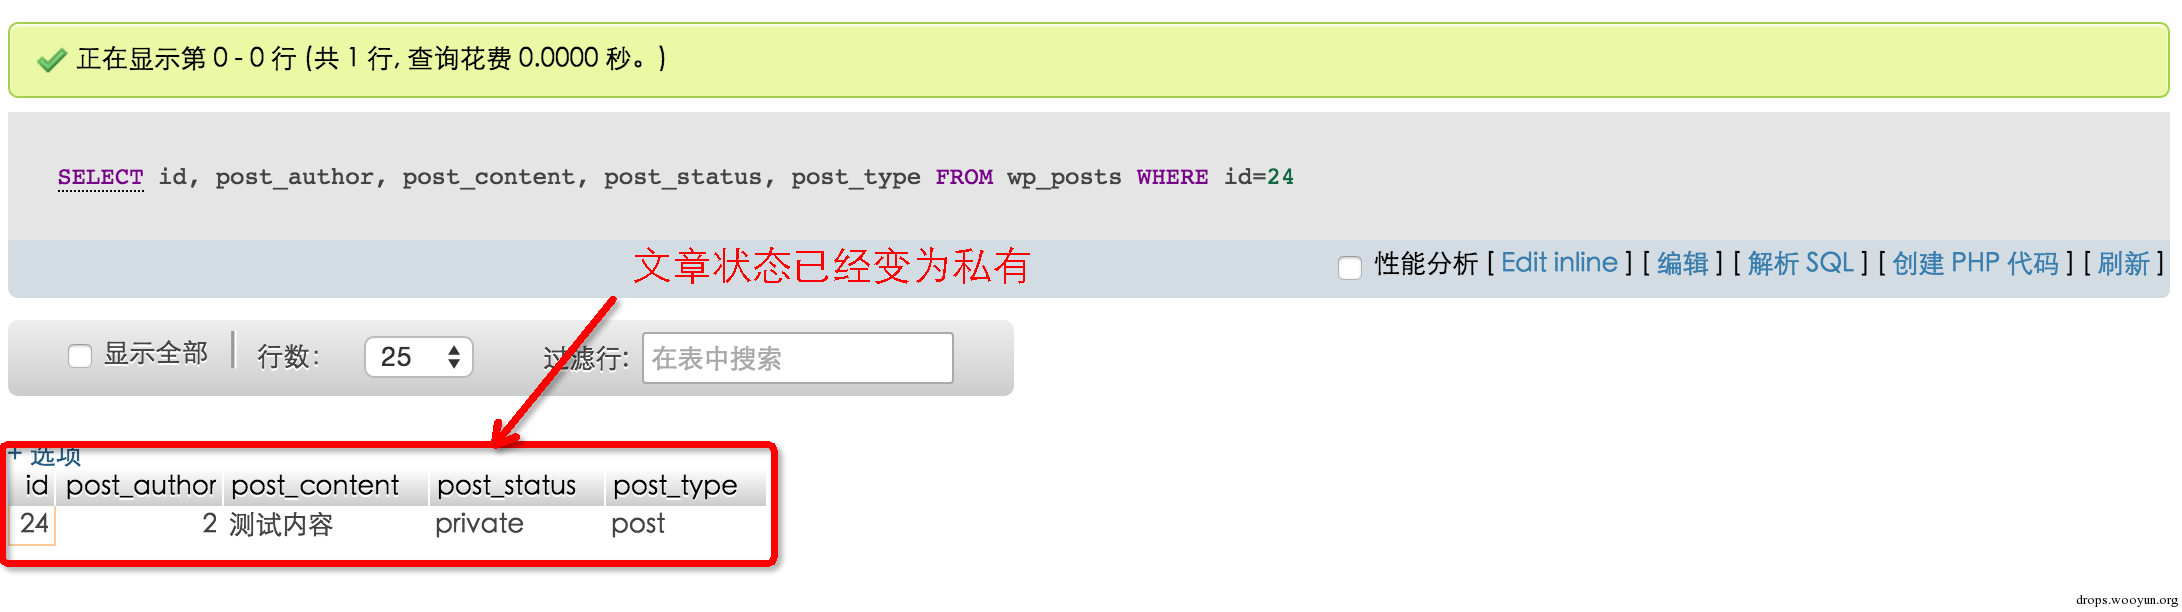 正在显示第 0 - 0 行 (共 1 行, 查询花费 0.0000 秒。)
SELECT id, post_author, post_content, post_status, post_type FROM wp_posts WHERE id=24
文章状态已经变为私有
性能分析 [ Edit inline ] [ 编辑 ] [ 解析 SQL ] [ 创建 PHP 代码 ] [ 刷新 ]
显示全部 行数: 25 过滤行: 在表中搜索
+ 选项
id post_author post_content post_status post_type
24 2 测试内容 private post
drops.wooyun.org